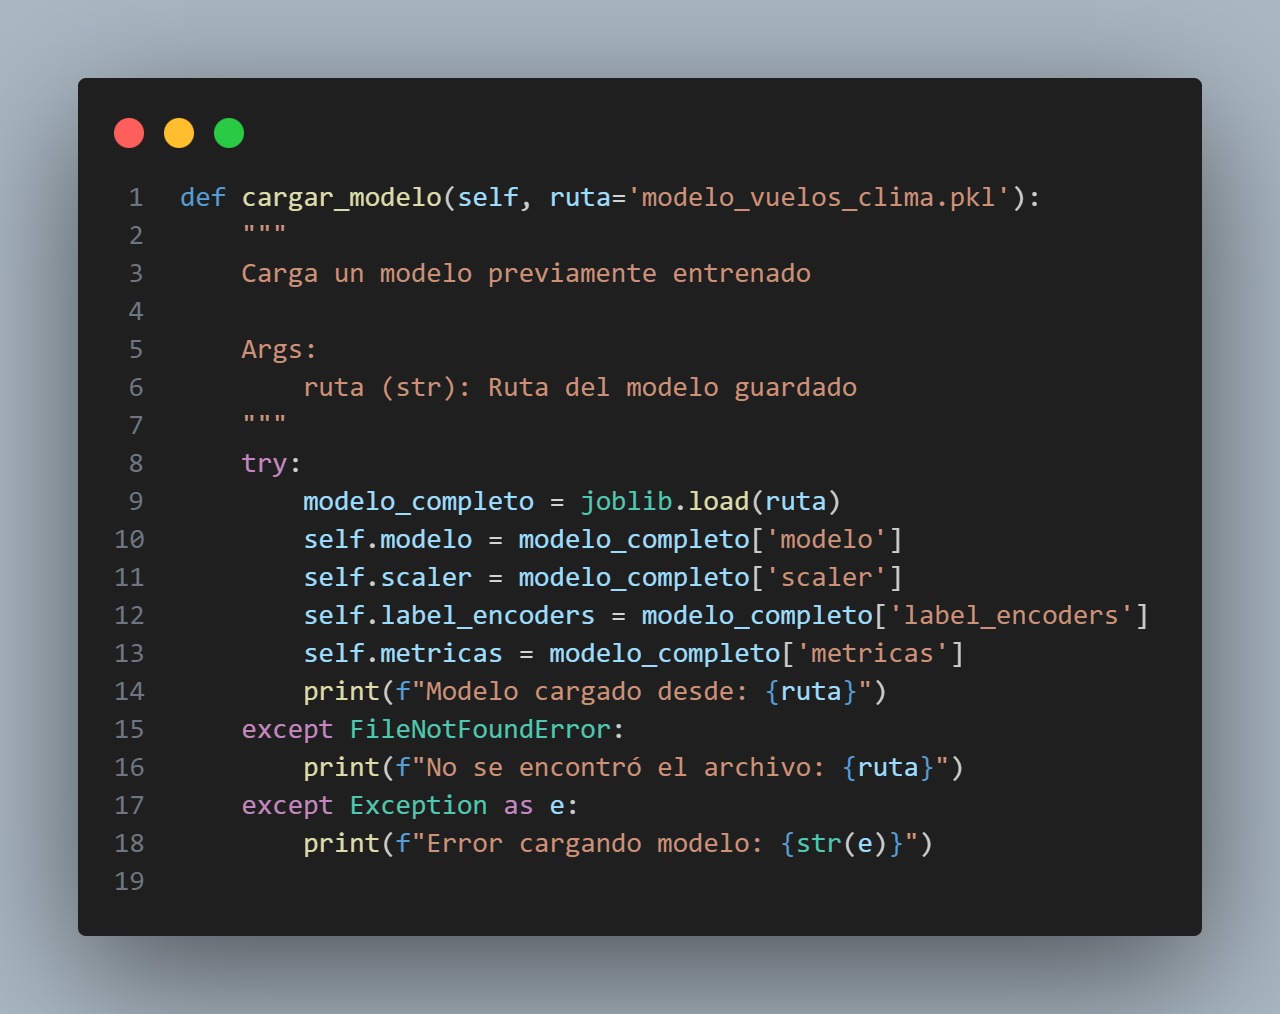 1 def cargar_modelo(self, ruta='modelo_vuelos_clima.pkl'):
2     """
3     Carga un modelo previamente entrenado
4
5     Args:
6         ruta (str): Ruta del modelo guardado
7     """
8     try:
9         modelo_completo = joblib.load(ruta)
10         self.modelo = modelo_completo['modelo']
11         self.scaler = modelo_completo['scaler']
12         self.label_encoders = modelo_completo['label_encoders']
13         self.metricas = modelo_completo['metricas']
14         print(f"Modelo cargado desde: {ruta}")
15     except FileNotFoundError:
16         print(f"No se encontró el archivo: {ruta}")
17     except Exception as e:
18         print(f"Error cargando modelo: {str(e)}")
19